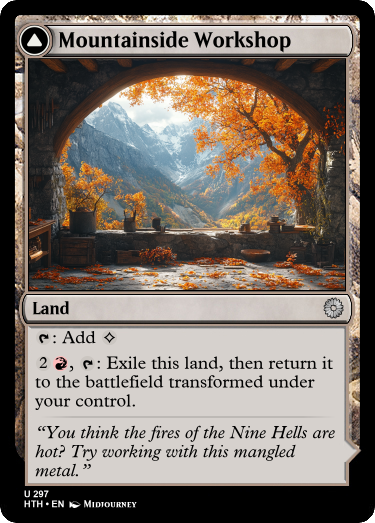 Mountainside Workshop
Land
: Add
2 , : Exile this land, then return it
to the battlefield transformed under
your control.
“You think the fires of the Nine Hells are
hot? Try working with this mangled
metal.”
U 297
HTH • EN Midjourney